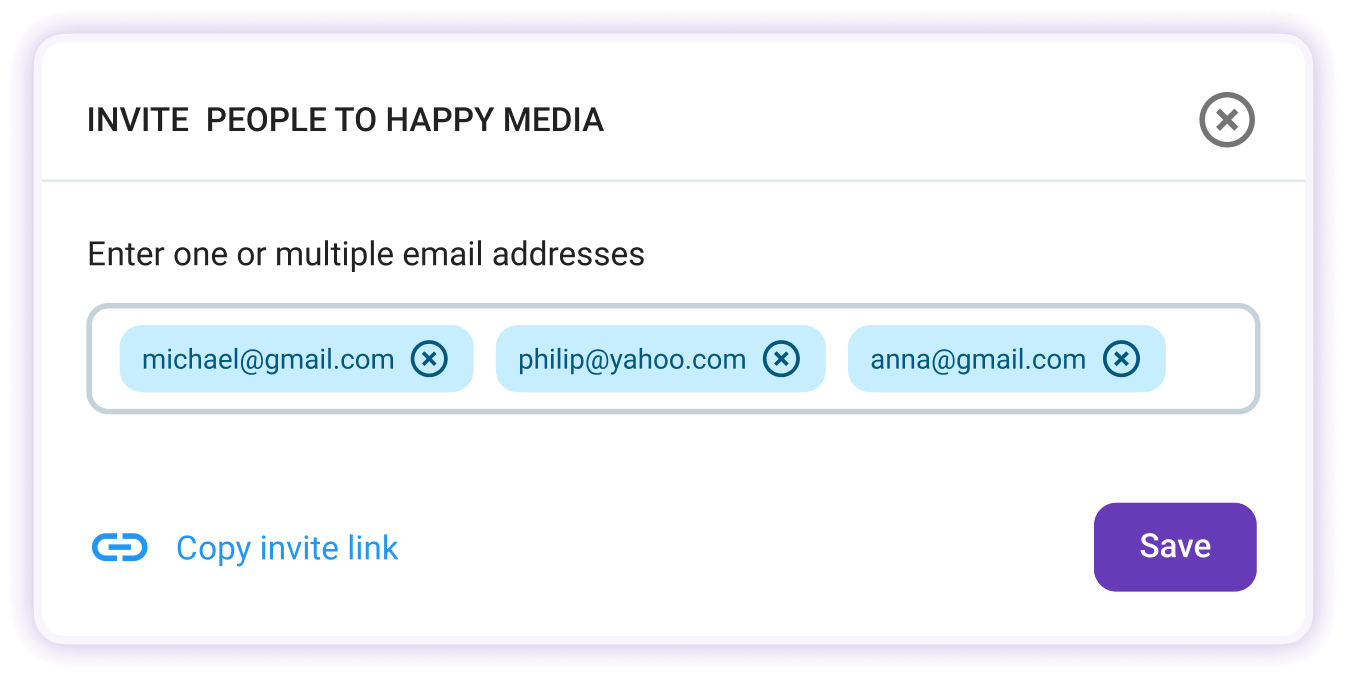 INVITE  PEOPLE TO HAPPY MEDIA
Enter one or multiple email addresses
michael@gmail.com philip@yahoo.com anna@gmail.com
Copy invite link
Save